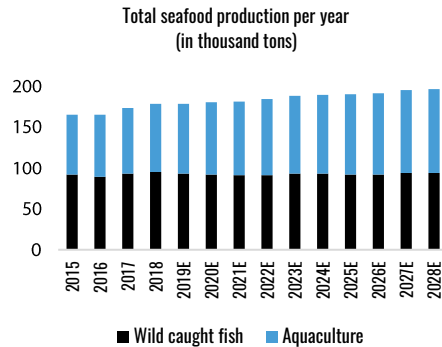 Total seafood production per year
(in thousand tons)
200
150
100
50
0
2015
2016
2017
2018
2019E
2020E
2021E
2022E
2023E
2024E
2025E
2026E
2027E
2028E
Wild caught fish
Aquaculture